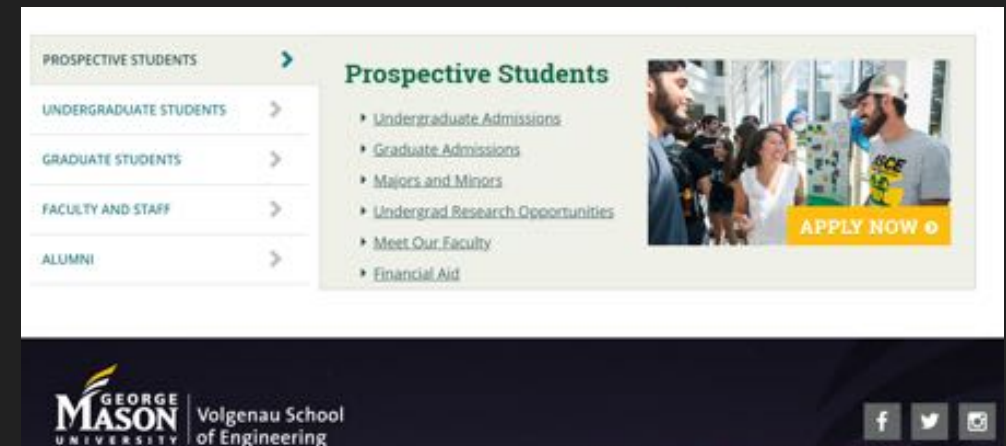 PROSPECTIVE STUDENTS
UNDERGRADUATE STUDENTS
GRADUATE STUDENTS
FACULTY AND STAFF
ALUMNI
Prospective Students
Undergraduate Admissions
Graduate Admissions
Majors and Minors
Undergrad Research Opportunities
Meet Our Faculty
Financial Aid
APPLY NOW
GEORGE
MASON
UNIVERSITY
Volgenau School
of Engineering